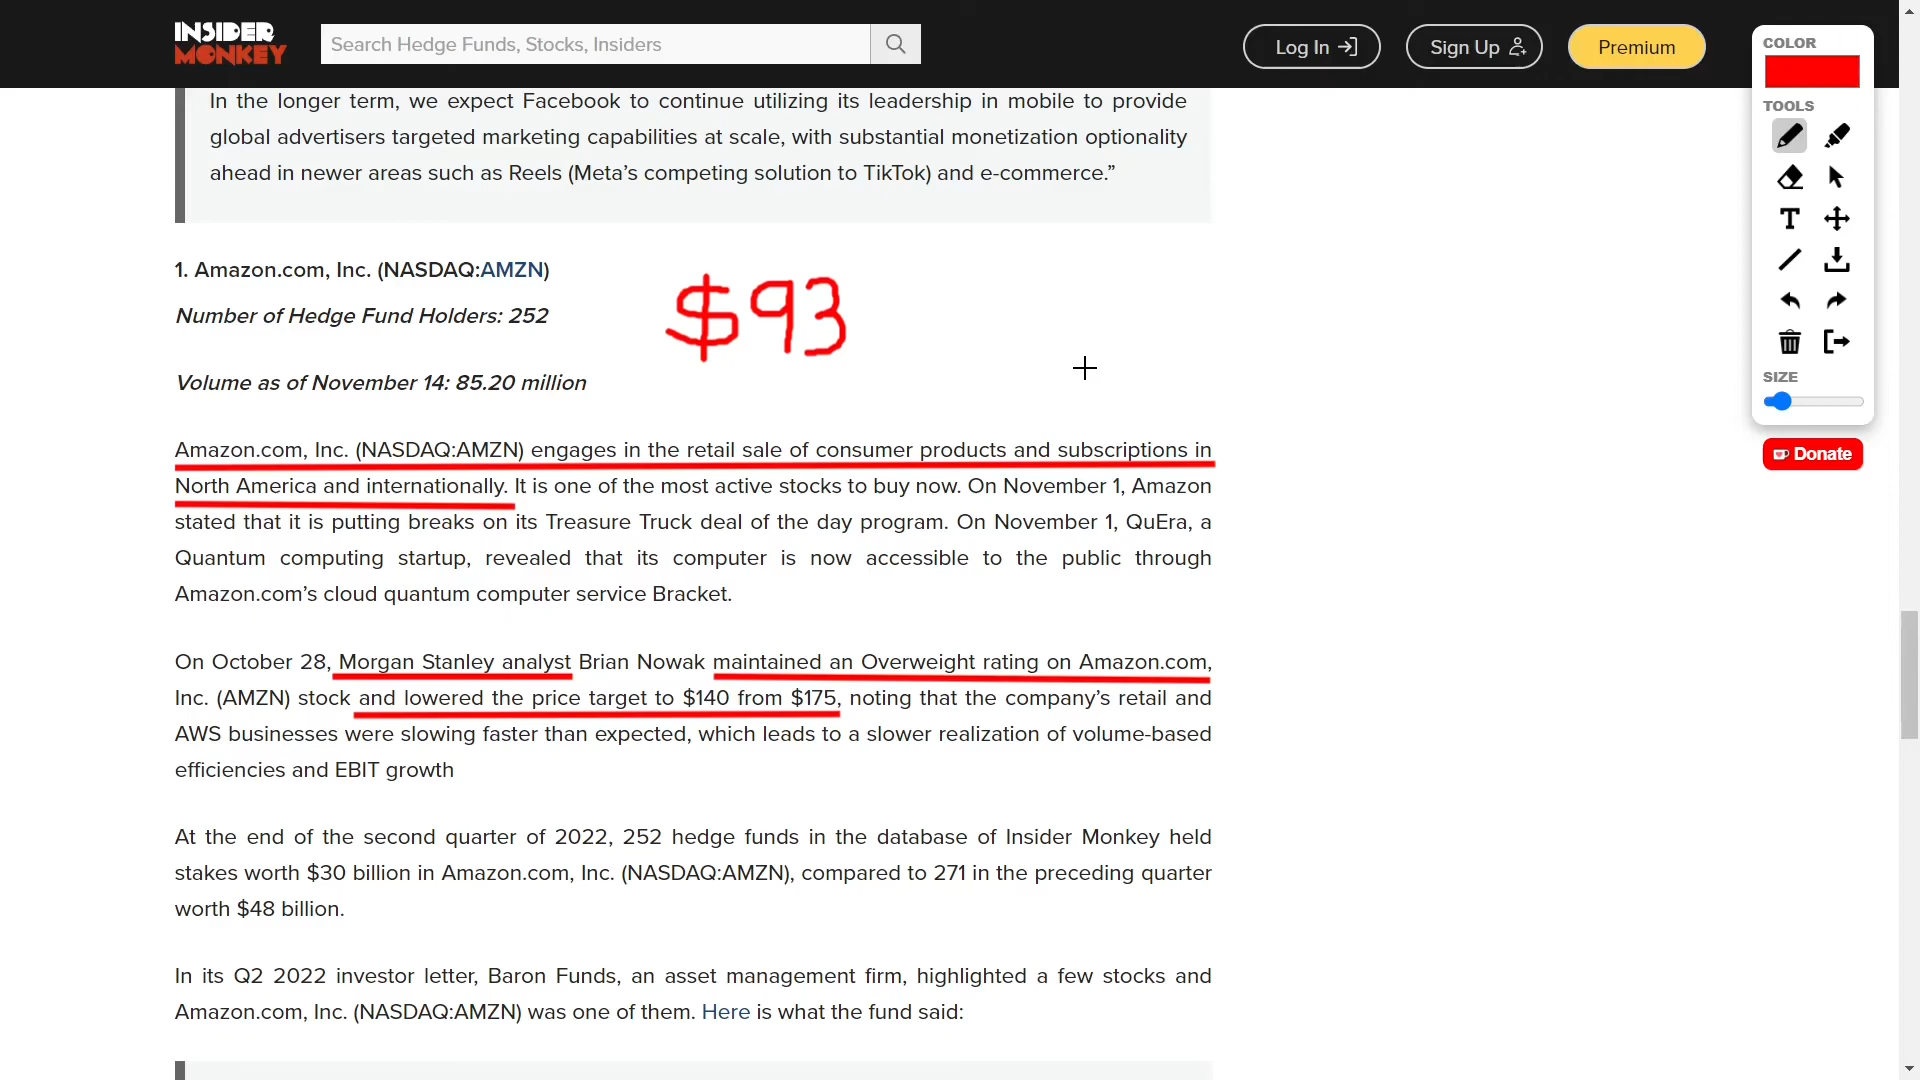 INSIDER
MONKEY
Search Hedge Funds, Stocks, Insiders
Log In
Sign Up
Premium
COLOR
TOOLS
T
SIZE
Donate
In the longer term, we expect Facebook to continue utilizing its leadership in mobile to provide
global advertisers targeted marketing capabilities at scale, with substantial monetization optionality
ahead in newer areas such as Reels (Meta’s competing solution to TikTok) and e-commerce.”
1. Amazon.com, Inc. (NASDAQ:AMZN)
$93
Number of Hedge Fund Holders: 252
Volume as of November 14: 85.20 million
Amazon.com, Inc. (NASDAQ:AMZN) engages in the retail sale of consumer products and subscriptions in
North America and internationally. It is one of the most active stocks to buy now. On November 1, Amazon
stated that it is putting breaks on its Treasure Truck deal of the day program. On November 1, QuEra, a
Quantum computing startup, revealed that its computer is now accessible to the public through
Amazon.com’s cloud quantum computer service Bracket.
On October 28, Morgan Stanley analyst Brian Nowak maintained an Overweight rating on Amazon.com,
Inc. (AMZN) stock and lowered the price target to $140 from $175, noting that the company’s retail and
AWS businesses were slowing faster than expected, which leads to a slower realization of volume-based
efficiencies and EBIT growth
At the end of the second quarter of 2022, 252 hedge funds in the database of Insider Monkey held
stakes worth $30 billion in Amazon.com, Inc. (NASDAQ:AMZN), compared to 271 in the preceding quarter
worth $48 billion.
In its Q2 2022 investor letter, Baron Funds, an asset management firm, highlighted a few stocks and
Amazon.com, Inc. (NASDAQ:AMZN) was one of them. Here is what the fund said: